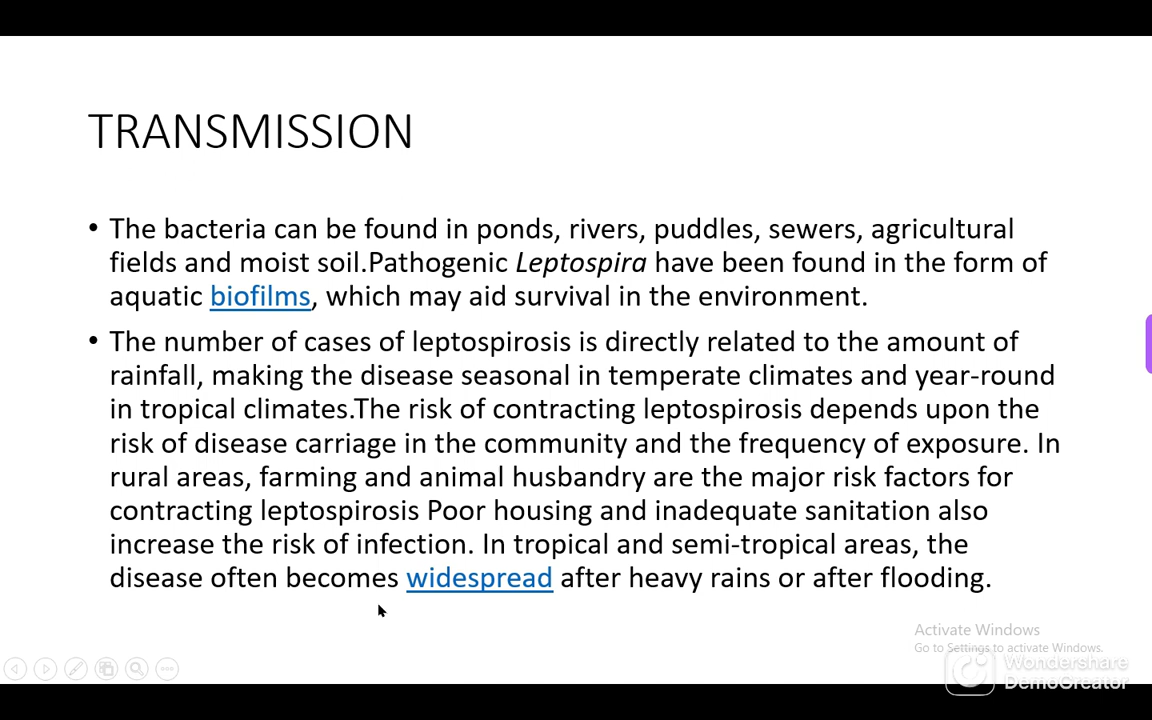 TRANSMISSION
• The bacteria can be found in ponds, rivers, puddles, sewers, agricultural
fields and moist soil.Pathogenic Leptospira have been found in the form of
aquatic biofilms, which may aid survival in the environment.
• The number of cases of leptospirosis is directly related to the amount of
rainfall, making the disease seasonal in temperate climates and year-round
in tropical climates.The risk of contracting leptospirosis depends upon the
risk of disease carriage in the community and the frequency of exposure. In
rural areas, farming and animal husbandry are the major risk factors for
contracting leptospirosis Poor housing and inadequate sanitation also
increase the risk of infection. In tropical and semi-tropical areas, the
disease often becomes widespread after heavy rains or after flooding.
Activate Windows
Go to Settings to activate Windows.
Wondershare
DemoCreator